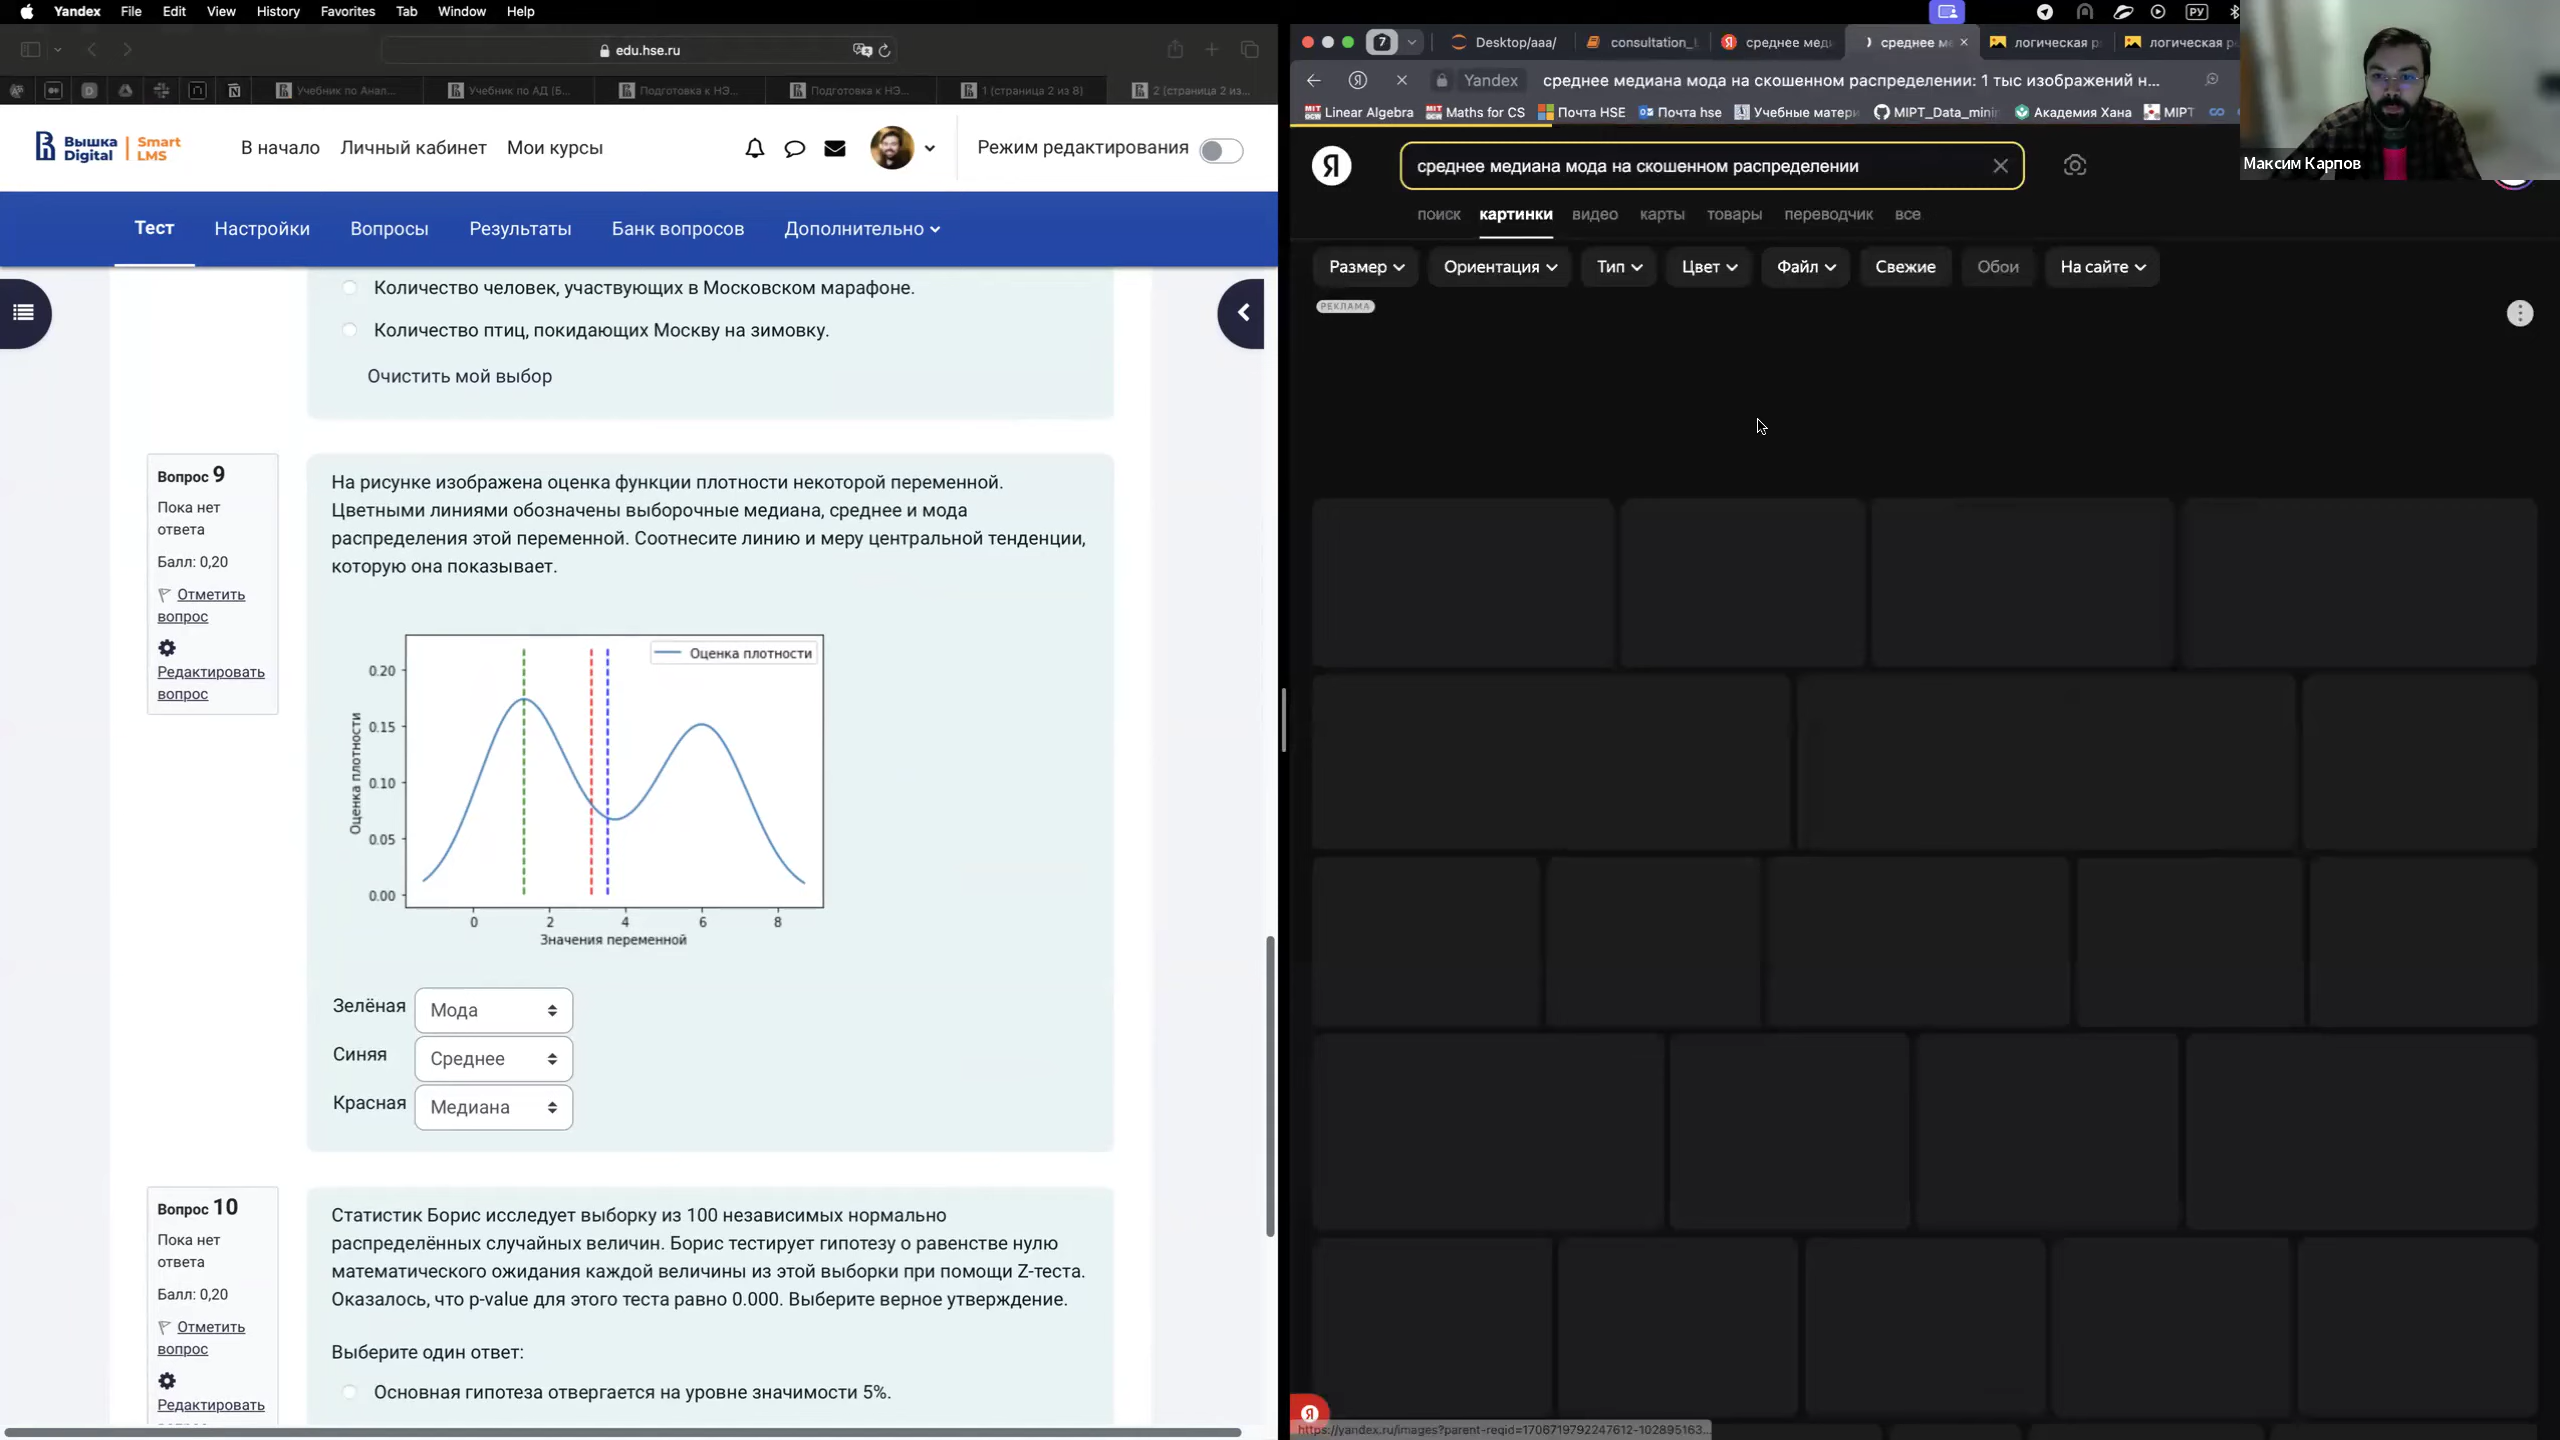 Yandex File Edit View History Favorites Tab Window Help
РУ
edu.hse.ru
Учебник по Анал...
Учебник по АД (Б...
Подготовка к НЭ...
Подготовка к НЭ...
1 (страница 2 из 8)
2 (страница 2 из...
Вышка Digital Smart LMS
В начало Личный кабинет Мои курсы
Режим редактирования
Тест Настройки Вопросы Результаты Банк вопросов Дополнительно
Количество человек, участвующих в Московском марафоне.
Количество птиц, покидающих Москву на зимовку.
Очистить мой выбор
Вопрос 9
Пока нет
ответа
Балл: 0,20
Отметить
вопрос
Редактировать
вопрос
На рисунке изображена оценка функции плотности некоторой переменной.
Цветными линиями обозначены выборочные медиана, среднее и мода
распределения этой переменной. Соотнесите линию и меру центральной тенденции,
которую она показывает.
Оценка плотности
Оценка плотности
0.20
0.15
0.10
0.05
0.00
0 2 4 6 8
Значения переменной
Зелёная Мода
Синяя Среднее
Красная Медиана
Вопрос 10
Пока нет
ответа
Балл: 0,20
Отметить
вопрос
Редактировать
Статистик Борис исследует выборку из 100 независимых нормально
распределённых случайных величин. Борис тестирует гипотезу о равенстве нулю
математического ожидания каждой величины из этой выборки при помощи Z-теста.
Оказалось, что p-value для этого теста равно 0.000. Выберите верное утверждение.
Выберите один ответ:
Основная гипотеза отвергается на уровне значимости 5%.
7 Desktop/aaa/ consultation_ среднее мед среднее ме логическая р логическая р
Yandex среднее медиана мода на скошенном распределении: 1 тыс изображений н...
Linear Algebra Maths for CS Почта HSE Почта hse Учебные матери MIPT_Data_mini Академия Хана MIPT
Я
среднее медиана мода на скошенном распределении
поиск картинки видео карты товары переводчик все
Размер Ориентация Тип Цвет Файл Свежие Обои На сайте
РЕКЛАМА
Максим Карпов
Я
https://yandex.ru/images?parent-reqid=1706719792247612-102895163...